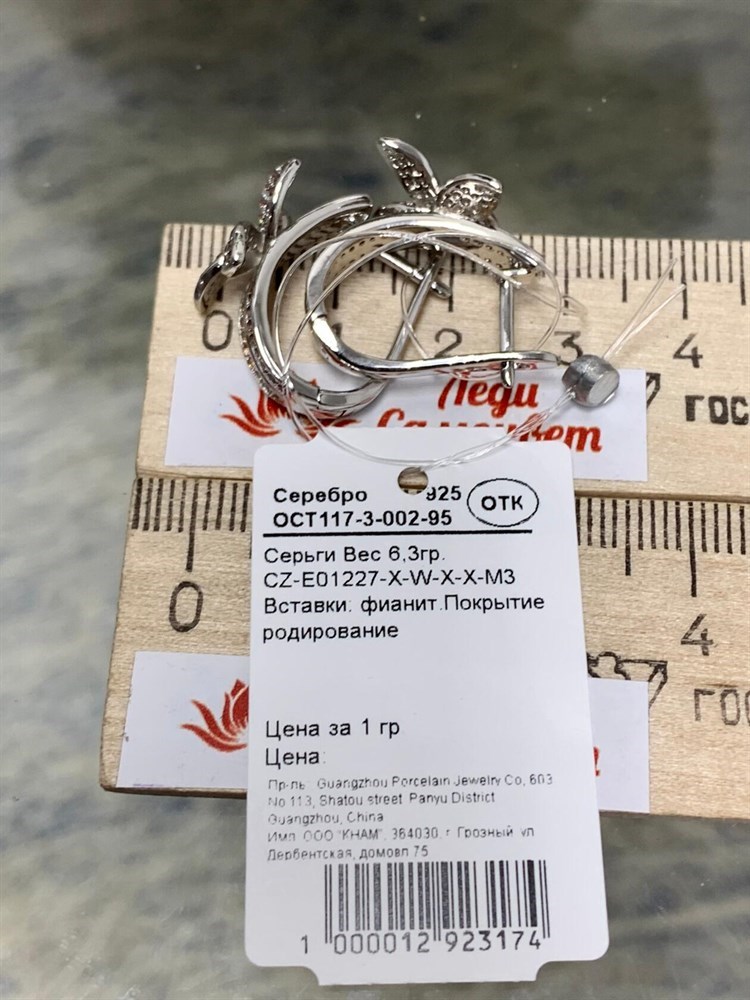 0 1 2 3 4
Леди
Самоцвет
ГОС
Серебро 925
ОТК
ОСТ117-3-002-95
Серьги Вес 6,3гр.
CZ-E01227-X-W-X-X-M3
Вставки: фианит.Покрытие
родирование
0 4
ГОС
Цена за 1 гр
Цена:
Пр-ль: Guangzhou Porcelain Jewelry Co, 603
No 113, Shatou street Panyu District
Guangzhou, China
Имп. ООО "КНАМ", 364030, г. Грозный ул
Дербентская, домовл 75
1 000012 923174